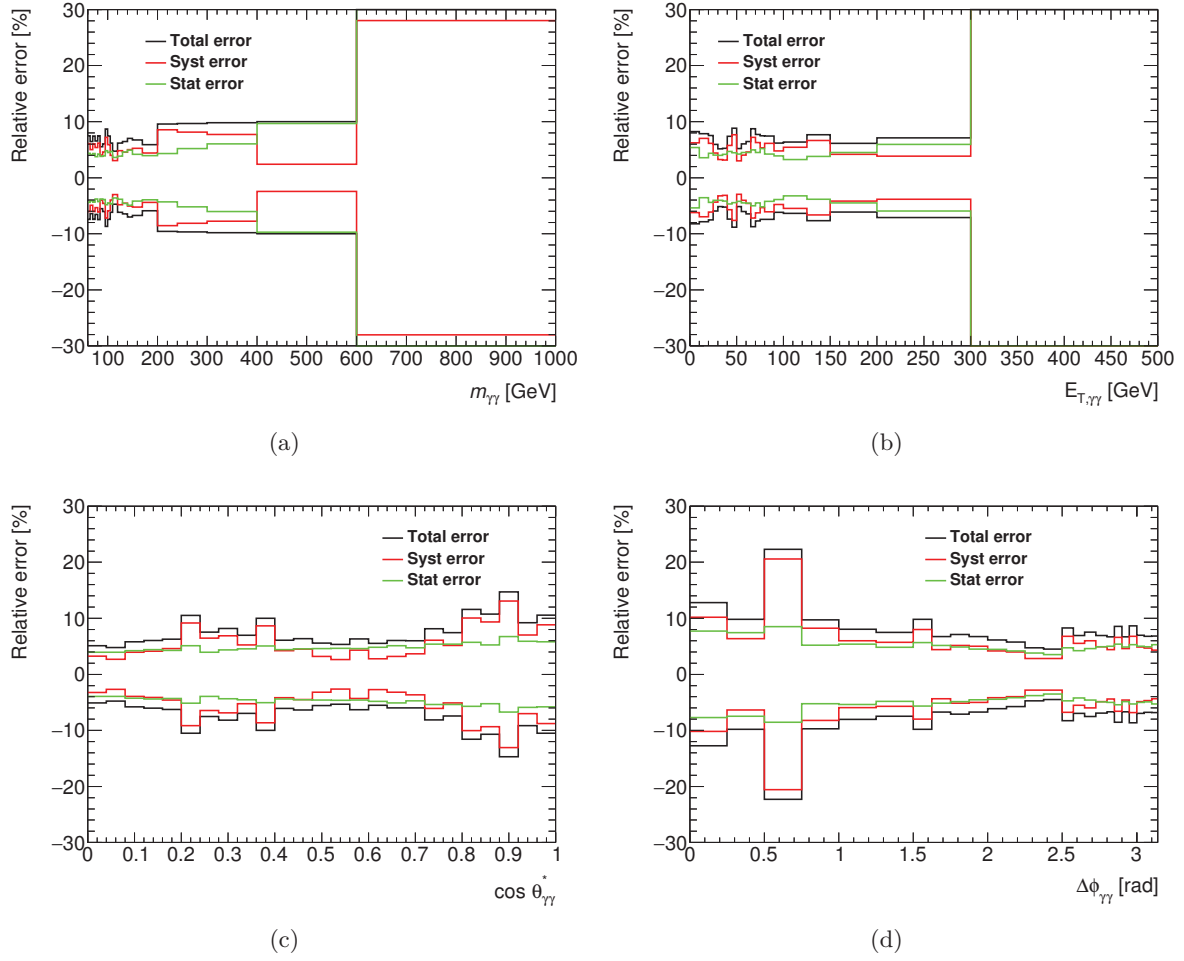 Relative error [%]
30
20
10
0
−10
−20
−30
Total error
Syst error
Stat error
100 200 300 400 500 600 700 800 900 1000
m_γγ [GeV]
(a)
Relative error [%]
30
20
10
0
−10
−20
−30
Total error
Syst error
Stat error
0 50 100 150 200 250 300 350 400 450 500
E_T,γγ [GeV]
(b)
Relative error [%]
30
20
10
0
−10
−20
−30
Total error
Syst error
Stat error
0 0.1 0.2 0.3 0.4 0.5 0.6 0.7 0.8 0.9 1
cos θ*_γγ
(c)
Relative error [%]
30
20
10
0
−10
−20
−30
Total error
Syst error
Stat error
0 0.5 1 1.5 2 2.5 3
Δϕ_γγ [rad]
(d)